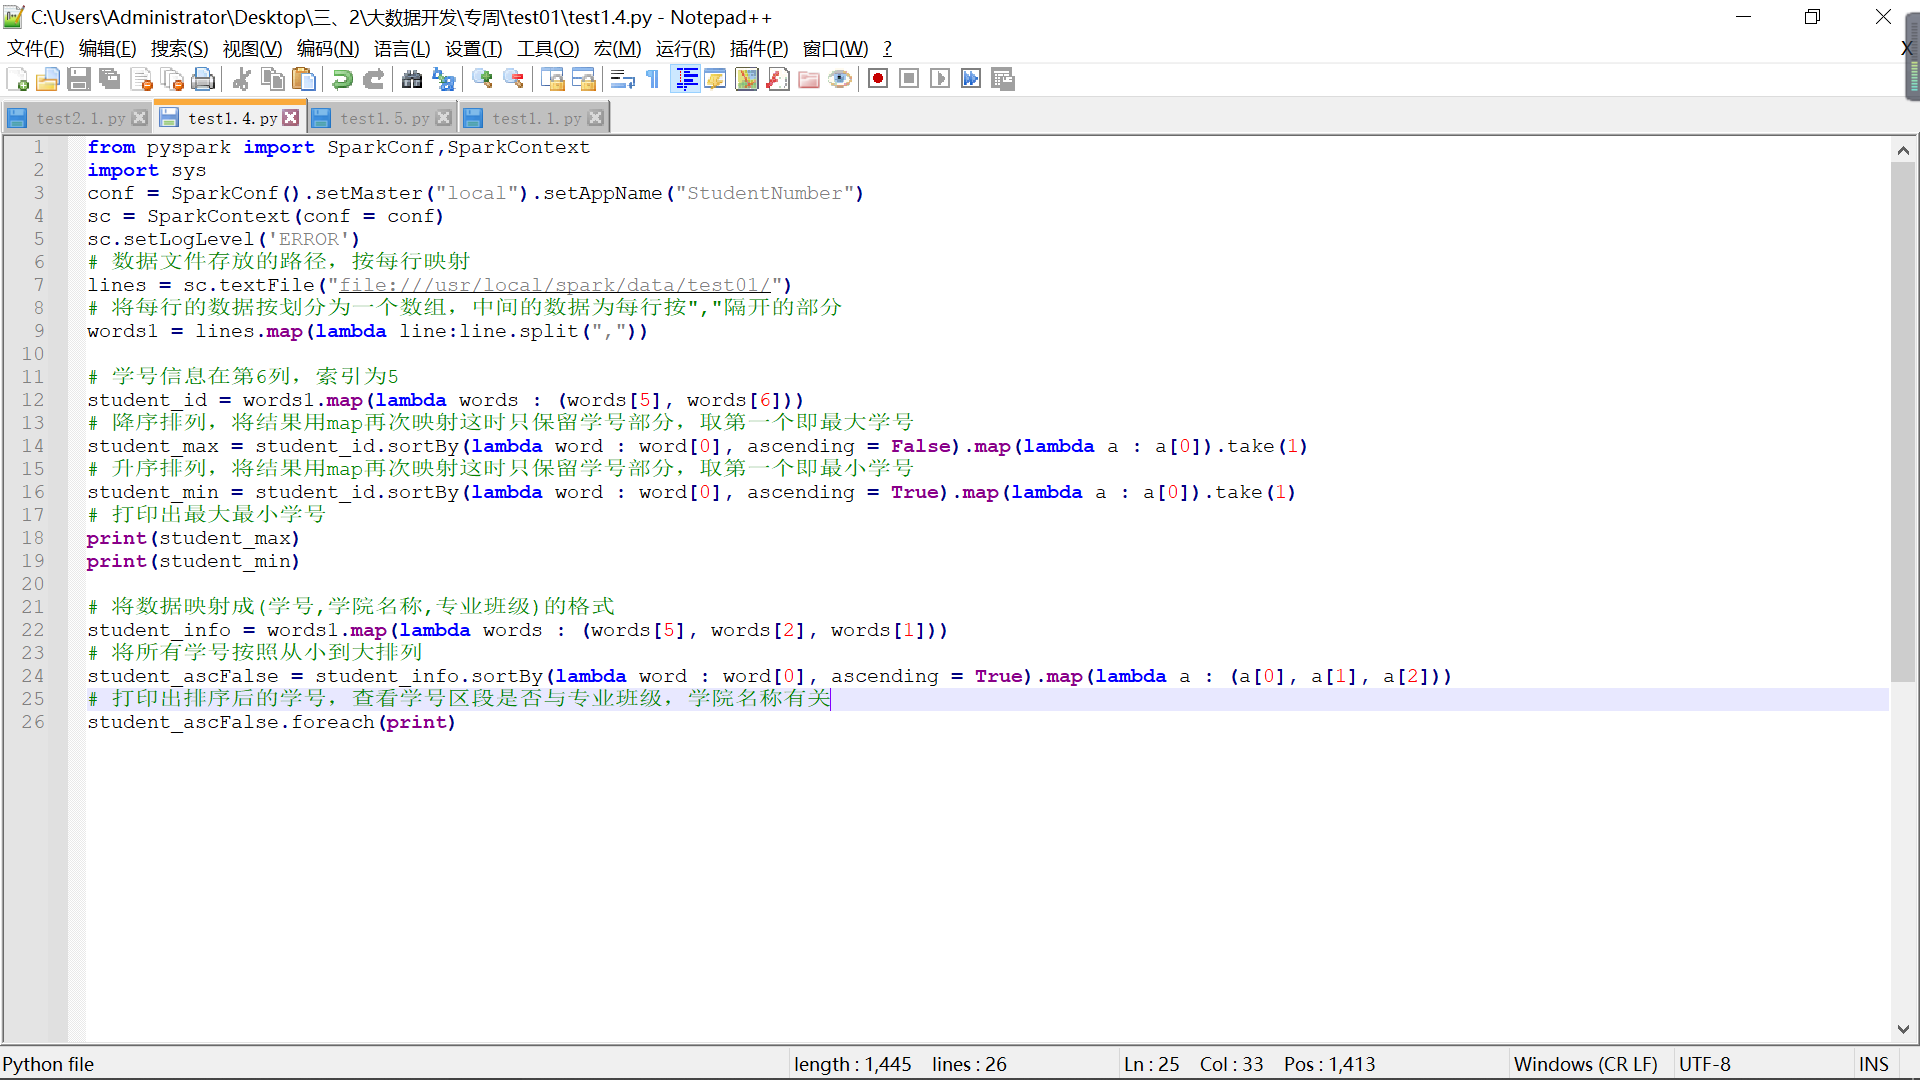 C:\Users\Administrator\Desktop\三、2\大数据开发\专周\test01\test1.4.py - Notepad++
文件(F) 编辑(E) 搜索(S) 视图(V) 编码(N) 语言(L) 设置(T) 工具(O) 宏(M) 运行(R) 插件(P) 窗口(W) ?
X
test2.1.py test1.4.py test1.5.py test1.1.py
1 from pyspark import SparkConf,SparkContext
2 import sys
3 conf = SparkConf().setMaster("local").setAppName("StudentNumber")
4 sc = SparkContext(conf = conf)
5 sc.setLogLevel('ERROR')
6 # 数据文件存放的路径，按每行映射
7 lines = sc.textFile("file:///usr/local/spark/data/test01/")
8 # 将每行的数据按划分为一个数组，中间的数据为每行按","隔开的部分
9 words1 = lines.map(lambda line:line.split(","))
10
11 # 学号信息在第6列，索引为5
12 student_id = words1.map(lambda words : (words[5], words[6]))
13 # 降序排列，将结果用map再次映射这时只保留学号部分，取第一个即最大学号
14 student_max = student_id.sortBy(lambda word : word[0], ascending = False).map(lambda a : a[0]).take(1)
15 # 升序排列，将结果用map再次映射这时只保留学号部分，取第一个即最小学号
16 student_min = student_id.sortBy(lambda word : word[0], ascending = True).map(lambda a : a[0]).take(1)
17 # 打印出最大最小学号
18 print(student_max)
19 print(student_min)
20
21 # 将数据映射成(学号,学院名称,专业班级)的格式
22 student_info = words1.map(lambda words : (words[5], words[2], words[1]))
23 # 将所有学号按照从小到大排列
24 student_ascFalse = student_info.sortBy(lambda word : word[0], ascending = True).map(lambda a : (a[0], a[1], a[2]))
25 # 打印出排序后的学号，查看学号区段是否与专业班级，学院名称有关
26 student_ascFalse.foreach(print)
Python file length : 1,445 lines : 26 Ln : 25 Col : 33 Pos : 1,413 Windows (CR LF) UTF-8 INS